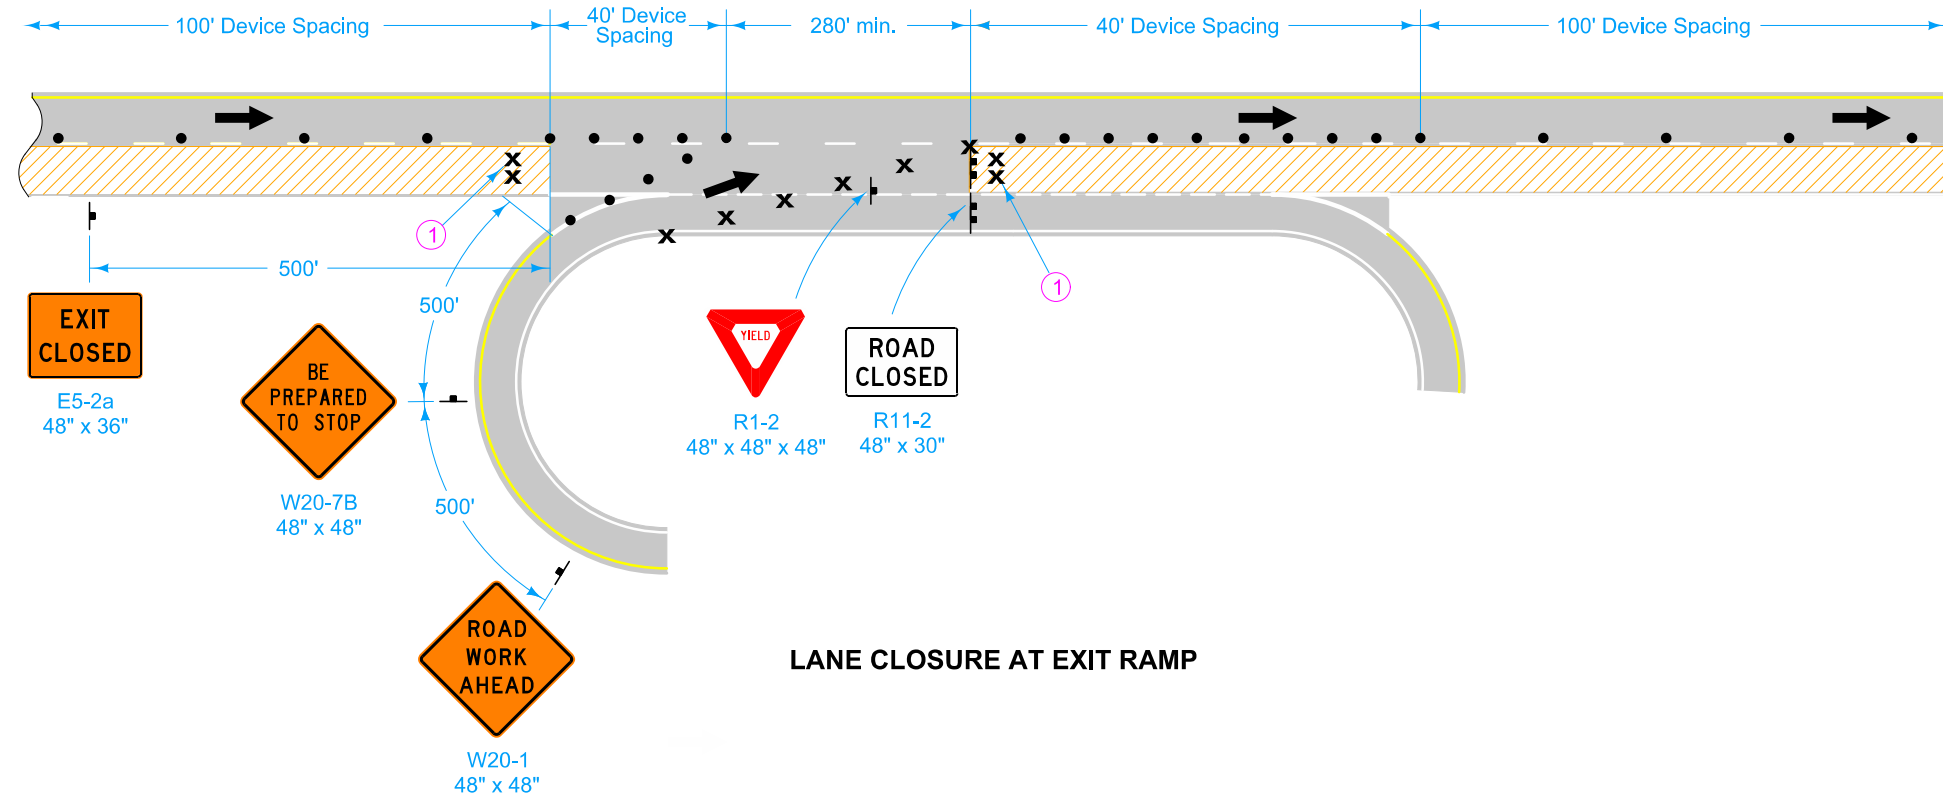 100' Device Spacing
40' Device
Spacing
280' min.
40' Device Spacing
100' Device Spacing
1
500'
500'
1
EXIT
CLOSED
E5-2a
48" x 36"
BE
PREPARED
TO STOP
W20-7B
48" x 48"
YIELD
R1-2
48" x 48" x 48"
ROAD
CLOSED
R11-2
48" x 30"
500'
ROAD
WORK
AHEAD
W20-1
48" x 48"
LANE CLOSURE AT EXIT RAMP